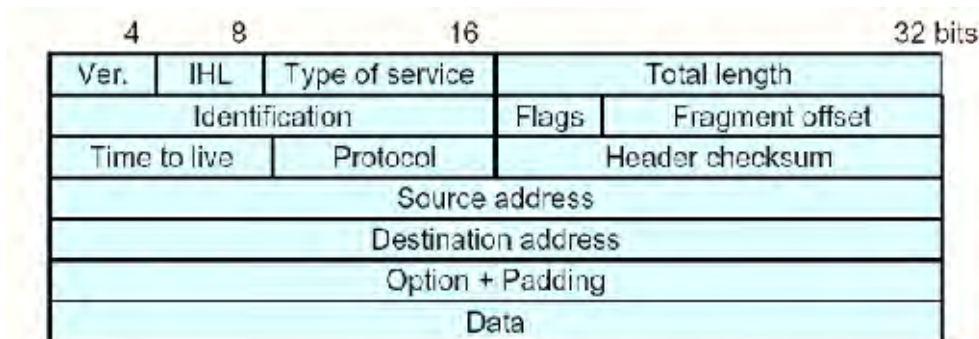 4 8 16 32 bits
Ver. IHL Type of service Total length
Identification Flags Fragment offset
Time to live Protocol Header checksum
Source address
Destination address
Option + Padding
Data